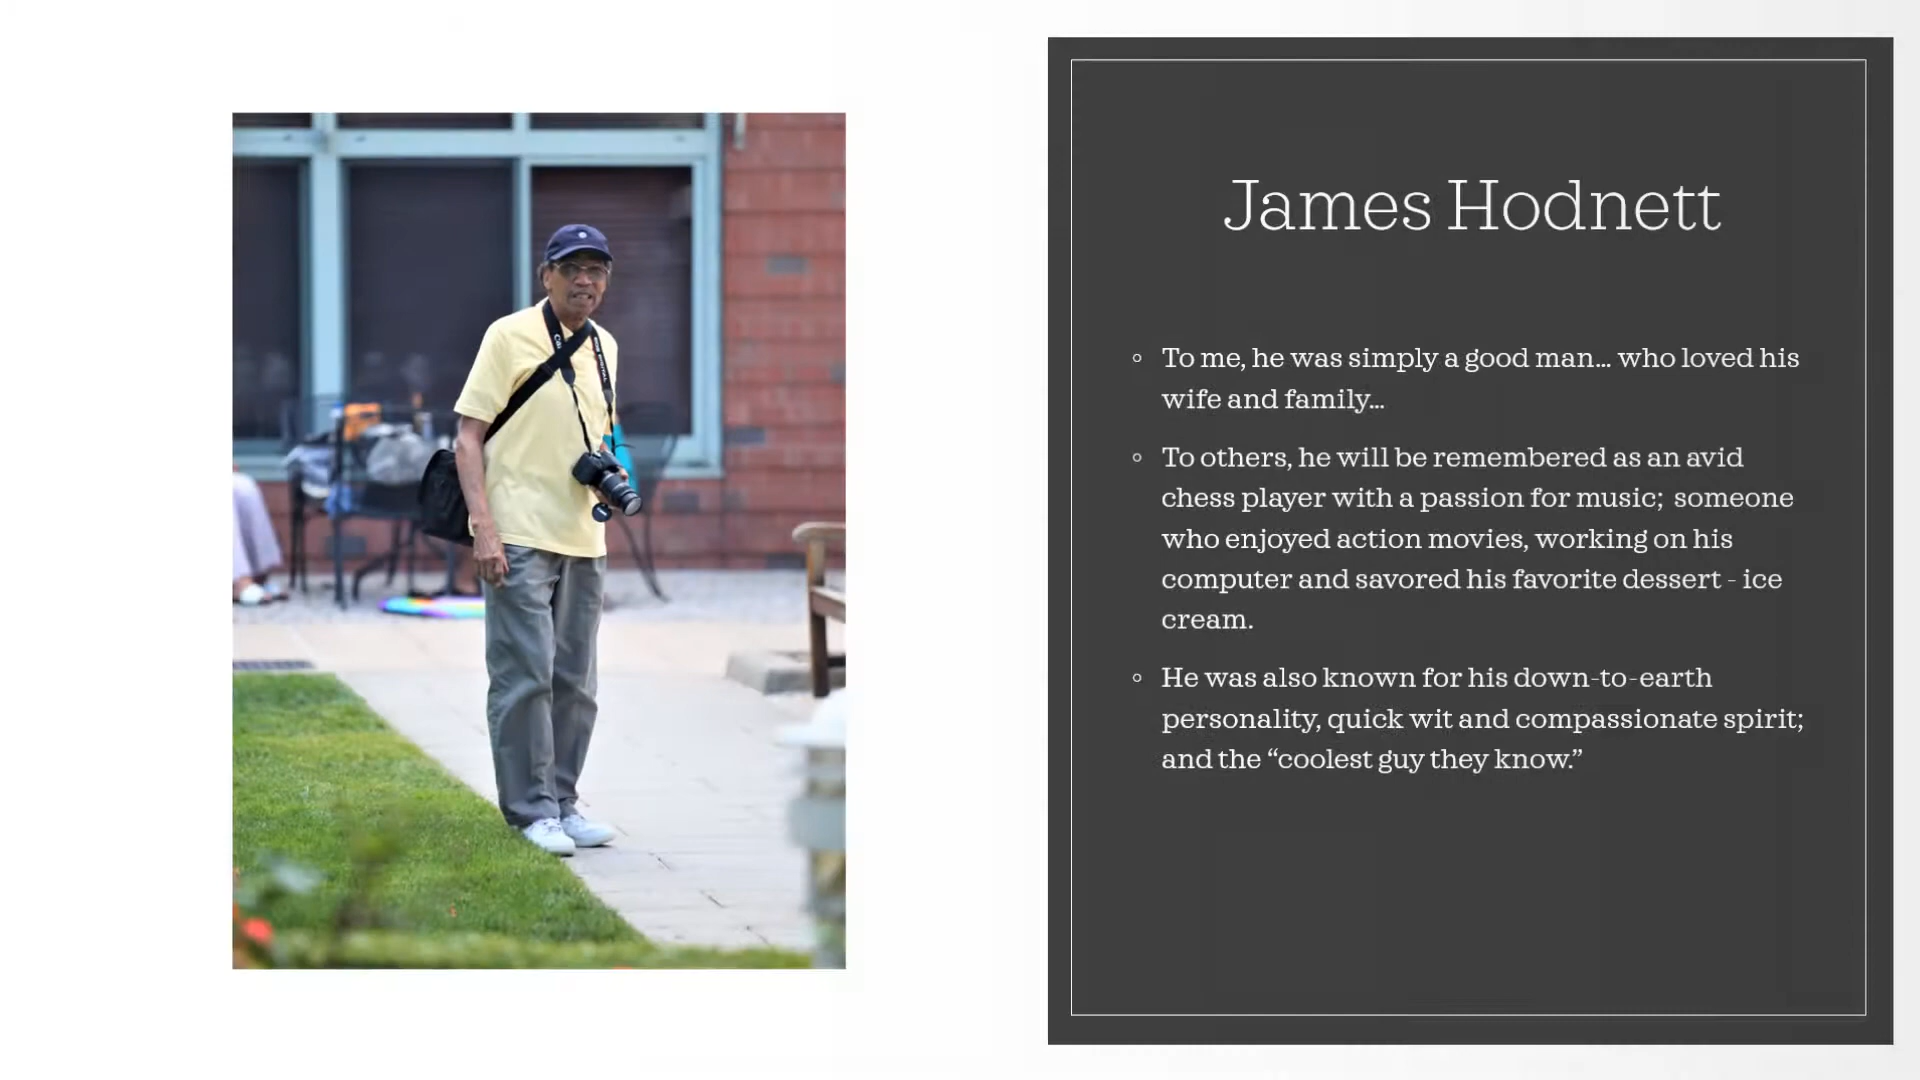 James Hodnett
◦ To me, he was simply a good man... who loved his
wife and family...
◦ To others, he will be remembered as an avid
chess player with a passion for music;  someone
who enjoyed action movies, working on his
computer and savored his favorite dessert - ice
cream.
◦ He was also known for his down-to-earth
personality, quick wit and compassionate spirit;
and the “coolest guy they know.”